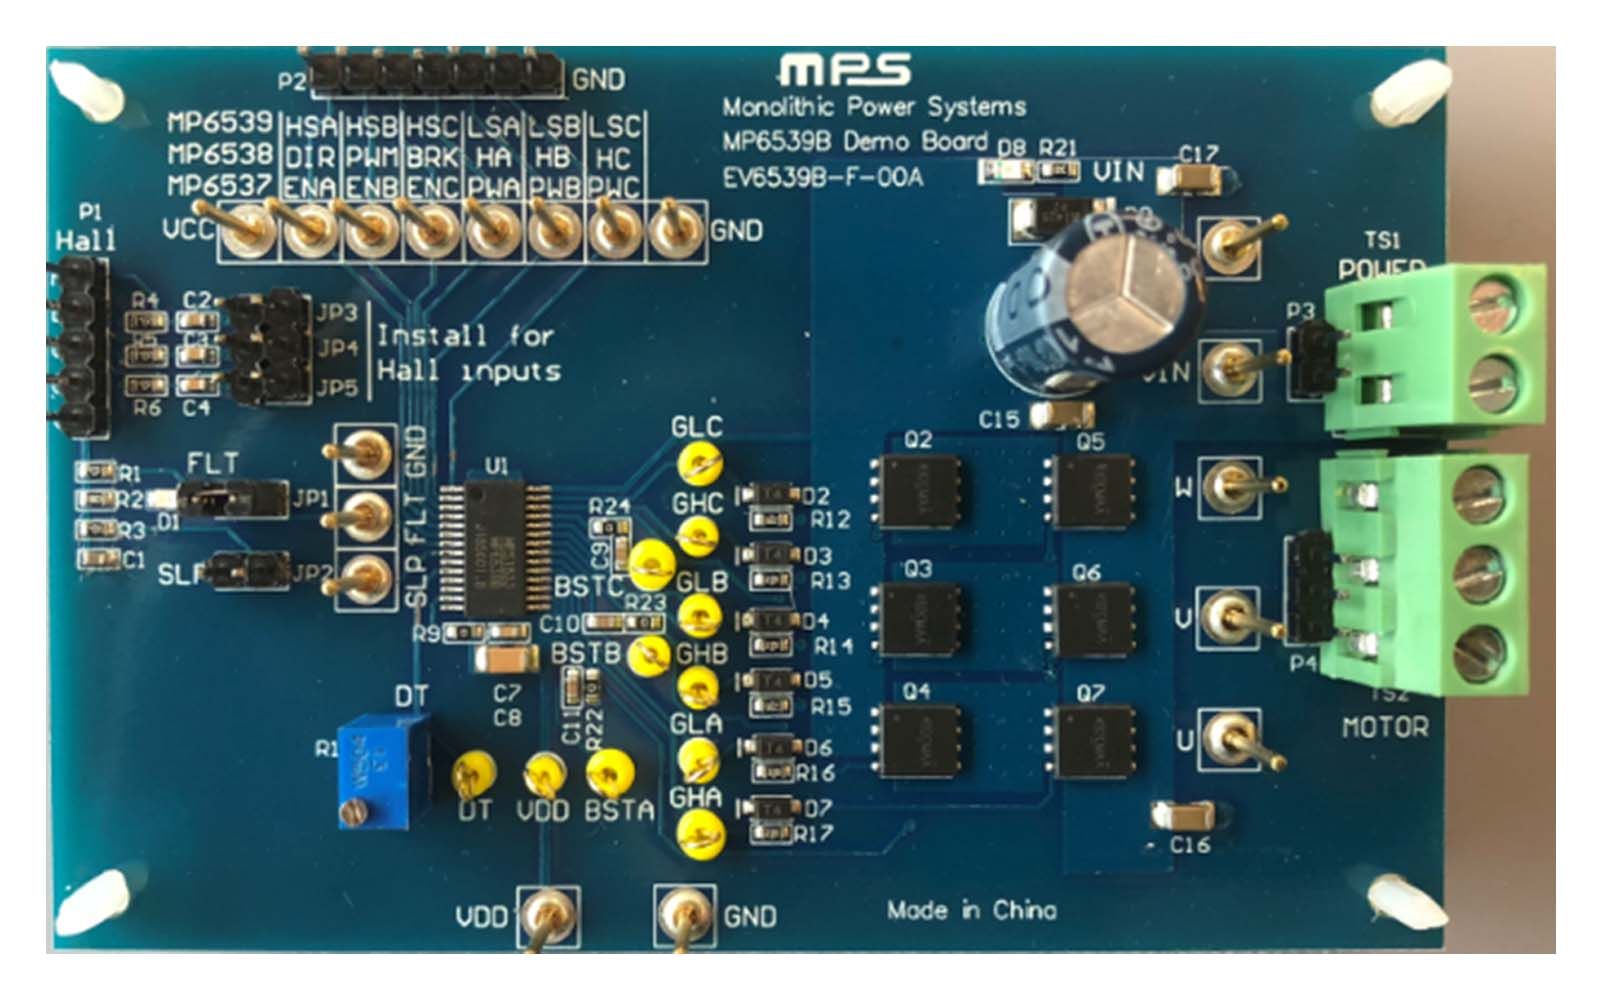 P2 GND
MPS
Monolithic Power Systems
MP6539B Demo Board
EV6539B-F-00A
MP6539 HSA HSB HSC LSA LSB LSC
MP6538 DIR PWM BRK HA HB HC
MP6537 ENA ENB ENC PWA PWB PWC
VCC GND
P1
Hall
D8 R21 VIN C17
TS1
POWER
P3
R4 C2 JP3
R5 C3 JP4
R6 C4 JP5
Install for
Hall inputs
VIN
C15
GLC
Q2 Q5
FLT
GND
R1
R2 JP1
D1
FLT
R3
C1
JP2
SLP
U1
R24
C9
GHC
D2
R12
W
BSTC
D3
R13
GLB
Q3 Q6
R23
C10
R9
D4
R14
V
BSTB
GHB
P4
C7
C8
C11
R22
D5
R15
Q4 Q7
TS2
MOTOR
DT
R1
GLA
D6
R16
U
DT VDD BSTA
GHA
D7
R17
C16
VDD GND
Made in China